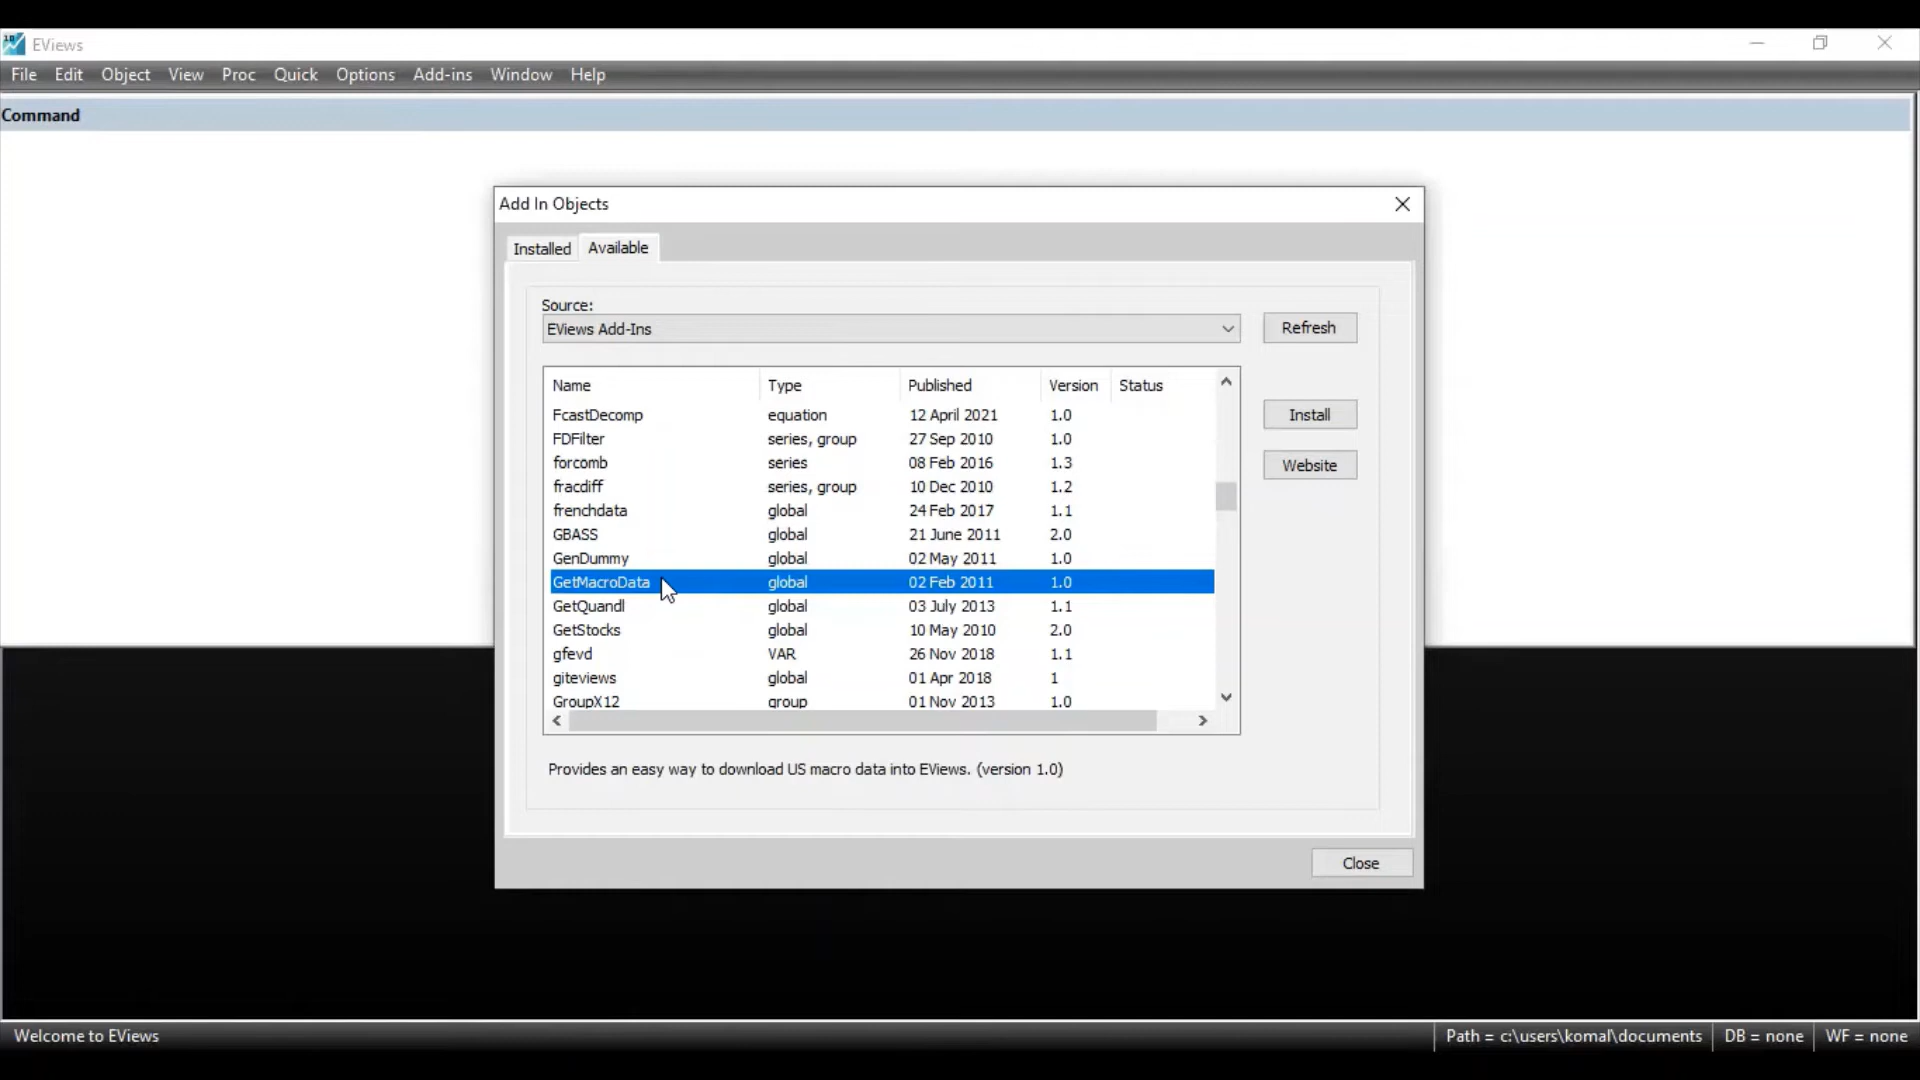 EViews
File Edit Object View Proc Quick Options Add-ins Window Help
Command
Add In Objects
Installed Available
Source:
EViews Add-Ins
Refresh
Name Type Published Version Status
FcastDecomp equation 12 April 2021 1.0
Install
FDFilter series, group 27 Sep 2010 1.0
forcomb series 08 Feb 2016 1.3
Website
fracdiff series, group 10 Dec 2010 1.2
frenchdata global 24 Feb 2017 1.1
GBASS global 21 June 2011 2.0
GenDummy global 02 May 2011 1.0
GetMacroData global 02 Feb 2011 1.0
GetQuandl global 03 July 2013 1.1
GetStocks global 10 May 2010 2.0
gfevd VAR 26 Nov 2018 1.1
giteviews global 01 Apr 2018 1
GroupX12 group 01 Nov 2013 1.0
Provides an easy way to download US macro data into EViews. (version 1.0)
Close
Welcome to EViews Path = c:\users\komal\documents DB = none WF = none